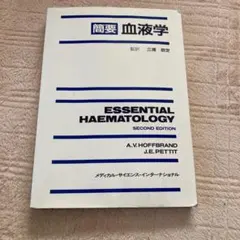 簡要 血液学
ESSENTIAL
HAEMATOLOGY
SECOND EDITION
A.V. HOFFBRAND
J.E. PETTIT
メディカル・サイエンス・インターナショナル